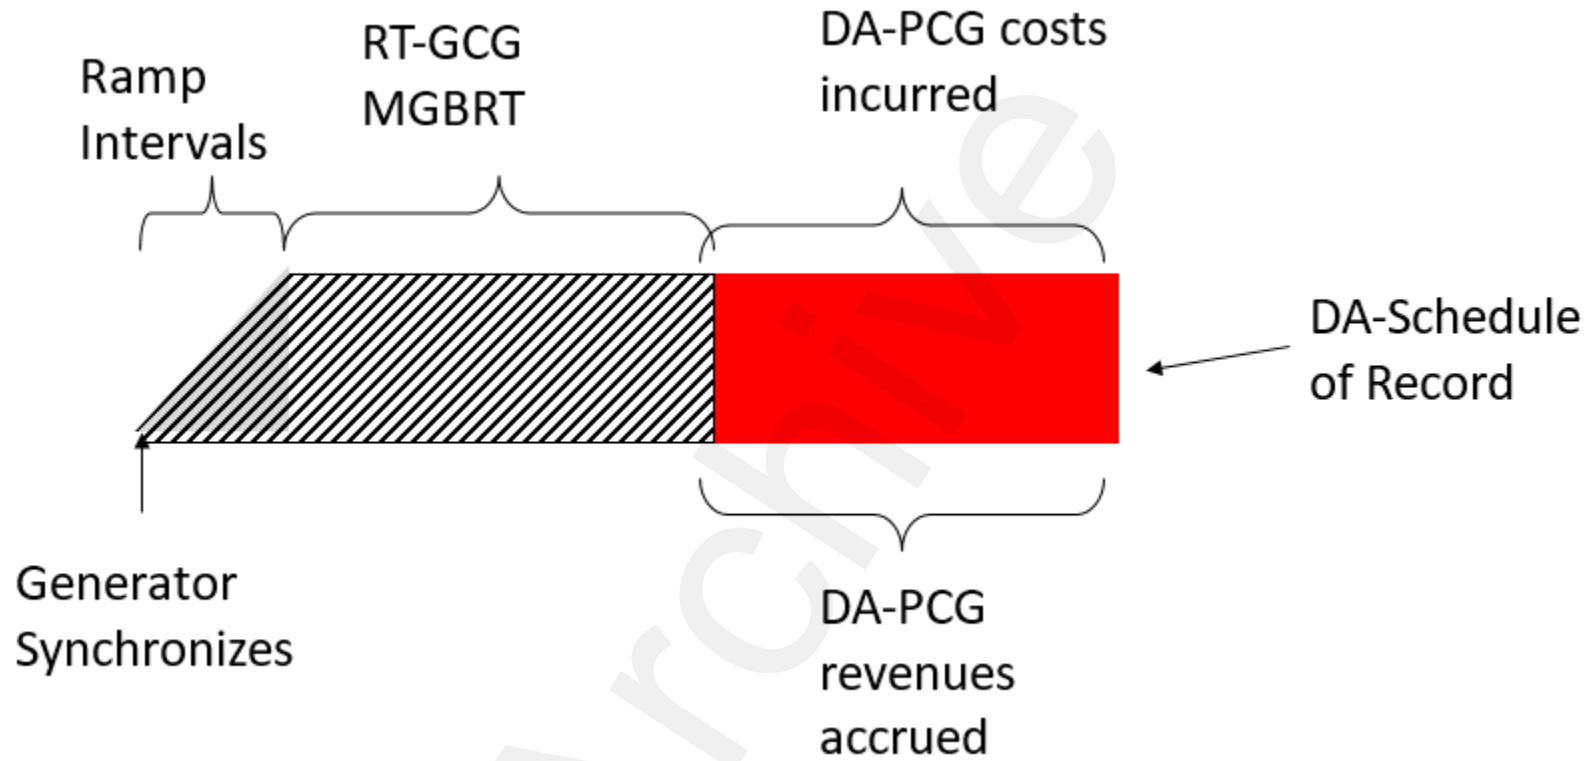 Ramp
Intervals
RT-GCG
MGBRT
DA-PCG costs
incurred
DA-Schedule
of Record
Generator
Synchronizes
DA-PCG
revenues
accrued
Archive